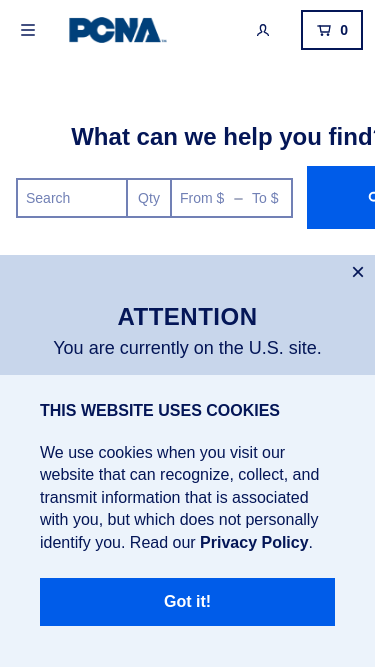 PCNA
0
What can we help you find?
Search
Qty
From $ – To $
ATTENTION
You are currently on the U.S. site.
THIS WEBSITE USES COOKIES
We use cookies when you visit our
website that can recognize, collect, and
transmit information that is associated
with you, but which does not personally
identify you. Read our Privacy Policy.
Got it!